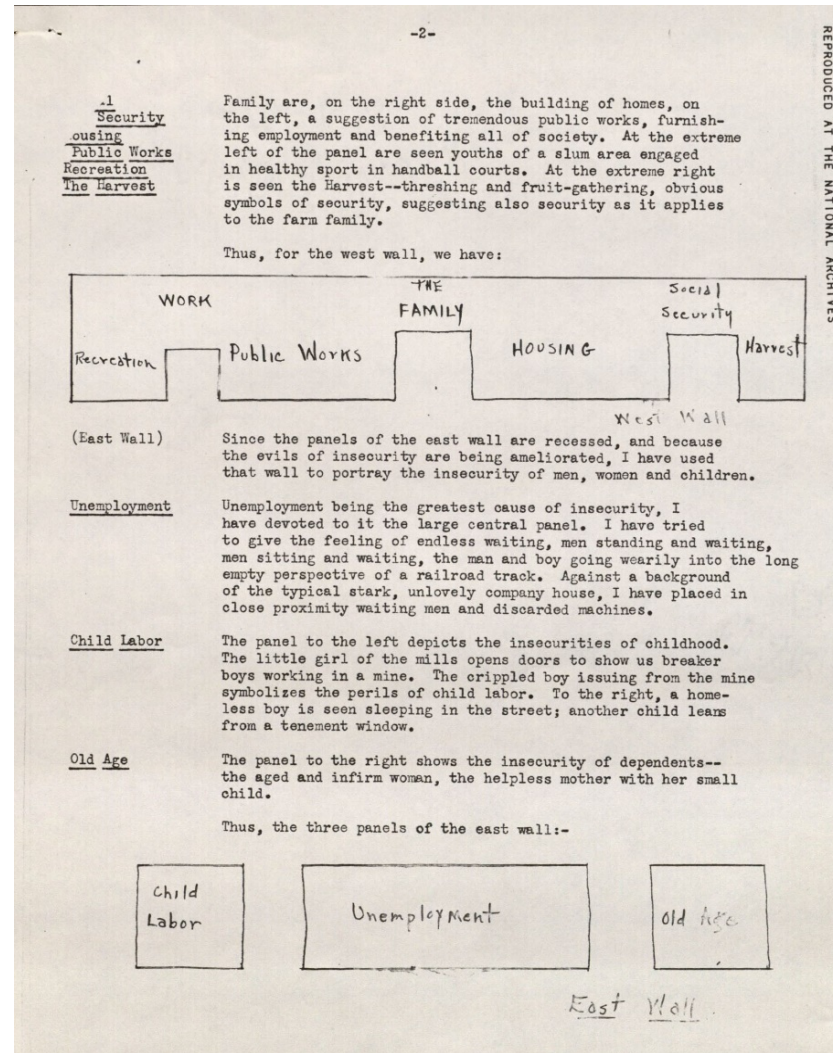 -2-
REPRODUCED AT THE NATIONAL ARCHIVES
Security
ousing
Public Works
Recreation
The Harvest
Family are, on the right side, the building of homes, on
the left, a suggestion of tremendous public works, furnish-
ing employment and benefiting all of society. At the extreme
left of the panel are seen youths of a slum area engaged
in healthy sport in handball courts. At the extreme right
is seen the Harvest--threshing and fruit-gathering, obvious
symbols of security, suggesting also security as it applies
to the farm family.
Thus, for the west wall, we have:
WORK
THE
FAMILY
Social
Security
Recreation
Public Works
HOUSING
Harvest
West Wall
(East Wall)
Since the panels of the east wall are recessed, and because
the evils of insecurity are being ameliorated, I have used
that wall to portray the insecurity of men, women and children.
Unemployment
Unemployment being the greatest cause of insecurity, I
have devoted to it the large central panel. I have tried
to give the feeling of endless waiting, men standing and waiting,
men sitting and waiting, the man and boy going wearily into the long
empty perspective of a railroad track. Against a background
of the typical stark, unlovely company house, I have placed in
close proximity waiting men and discarded machines.
Child Labor
The panel to the left depicts the insecurities of childhood.
The little girl of the mills opens doors to show us breaker
boys working in a mine. The crippled boy issuing from the mine
symbolizes the perils of child labor. To the right, a home-
less boy is seen sleeping in the street; another child leans
from a tenement window.
Old Age
The panel to the right shows the insecurity of dependents--
the aged and infirm woman, the helpless mother with her small
child.
Thus, the three panels of the east wall:-
Child
Labor
Unemployment
Old Age
East Wall